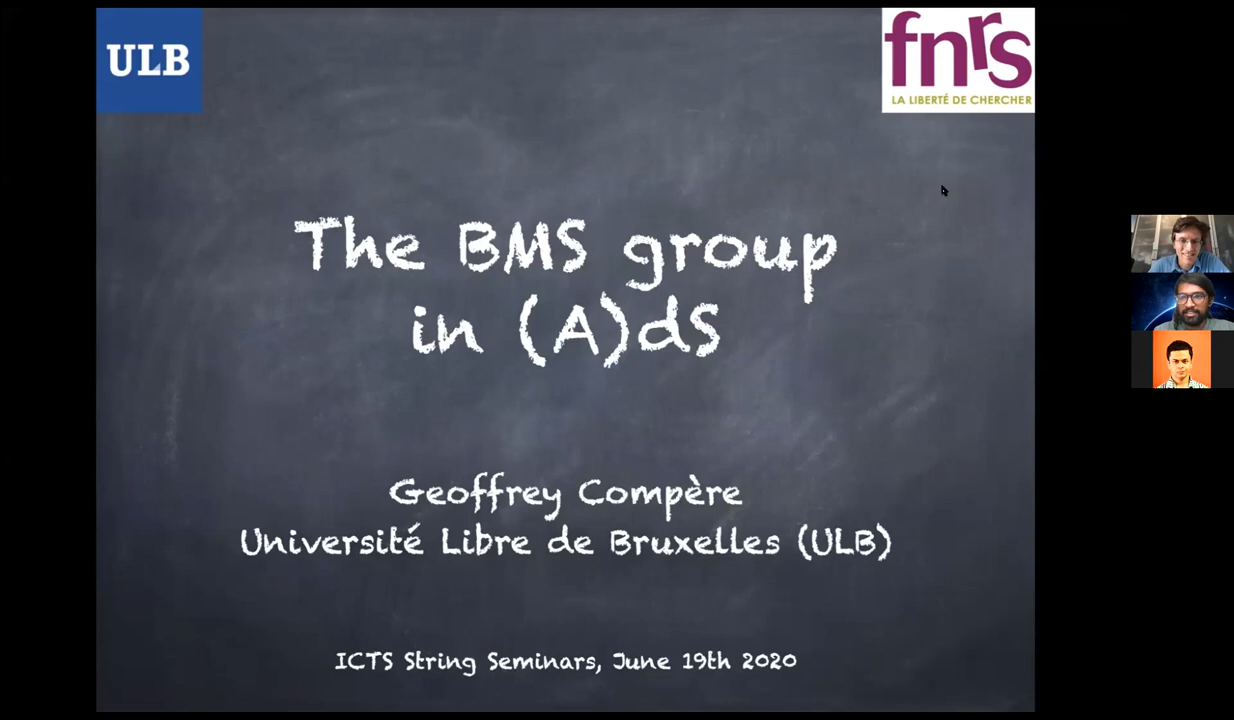 ULB
fnrs
LA LIBERTÉ DE CHERCHER
The BMS group
in (A)dS
Geoffrey Compère
Université Libre de Bruxelles (ULB)
ICTS String Seminars, June 19th 2020